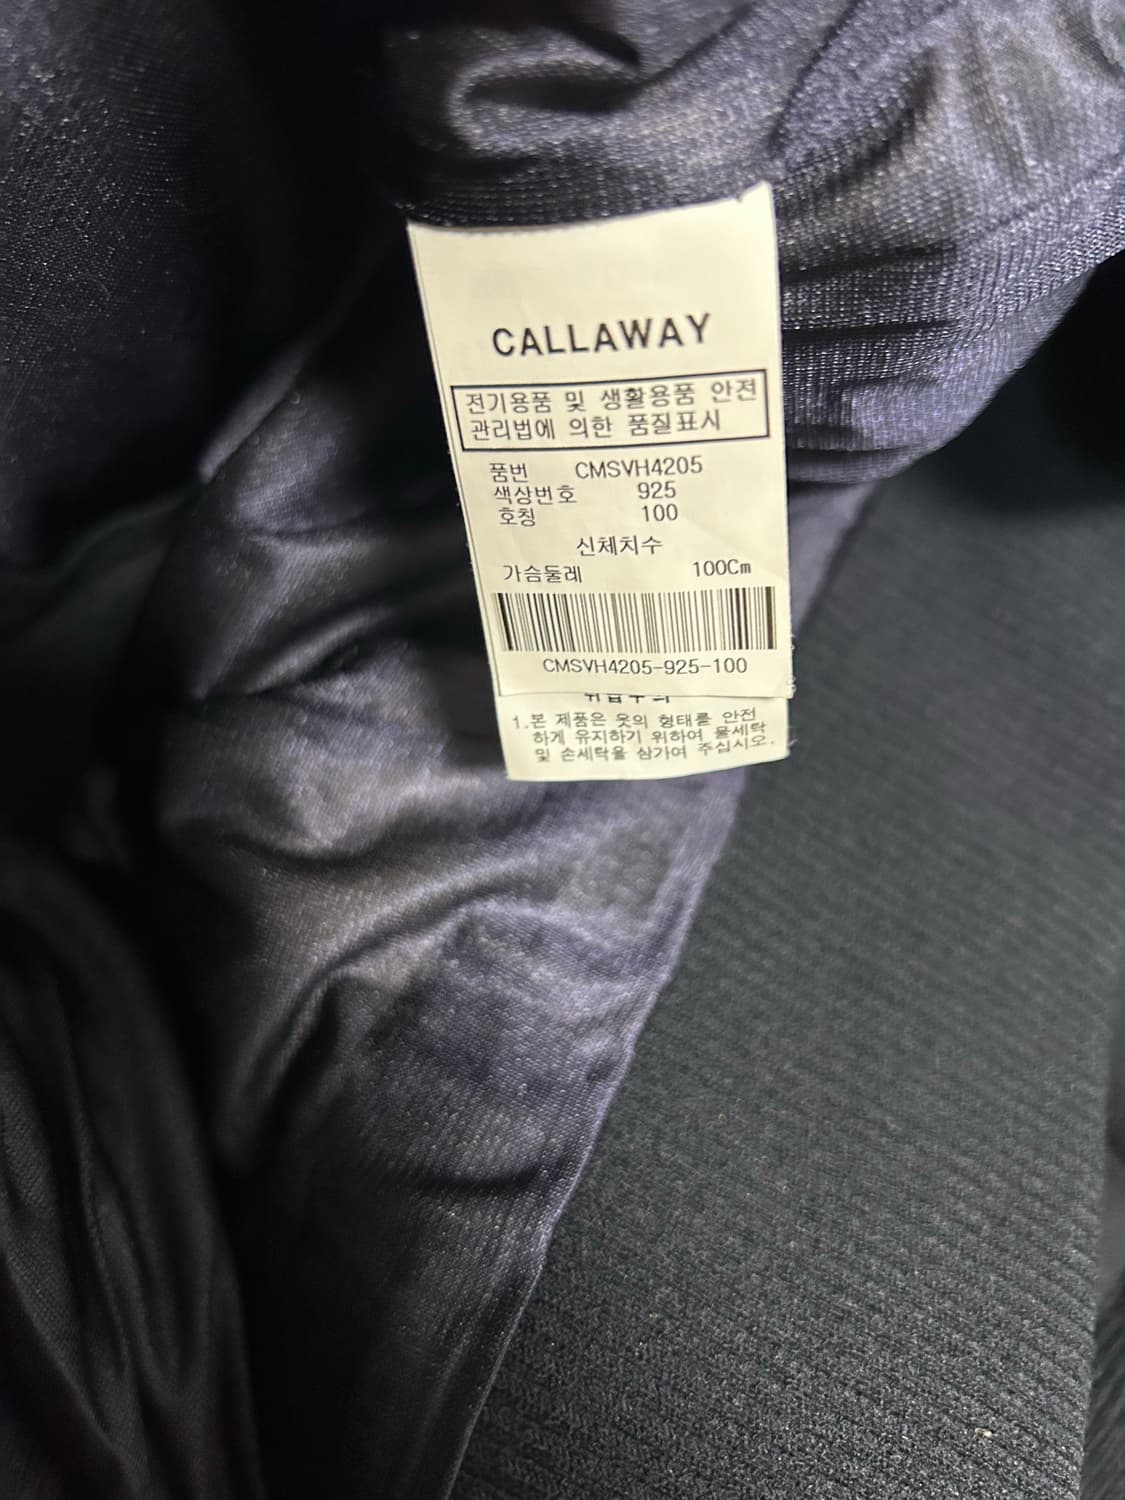 CALLAWAY
전기용품 및 생활용품 안전
관리법에 의한 품질표시
품번 CMSVH4205
색상번호 925
호칭 100
신체치수
가슴둘레 100Cm
CMSVH4205-925-100
1.본 제품은 옷의 형태를 안전
하게 유지하기 위하여 물세탁
및 손세탁을 삼가여 주십시오.